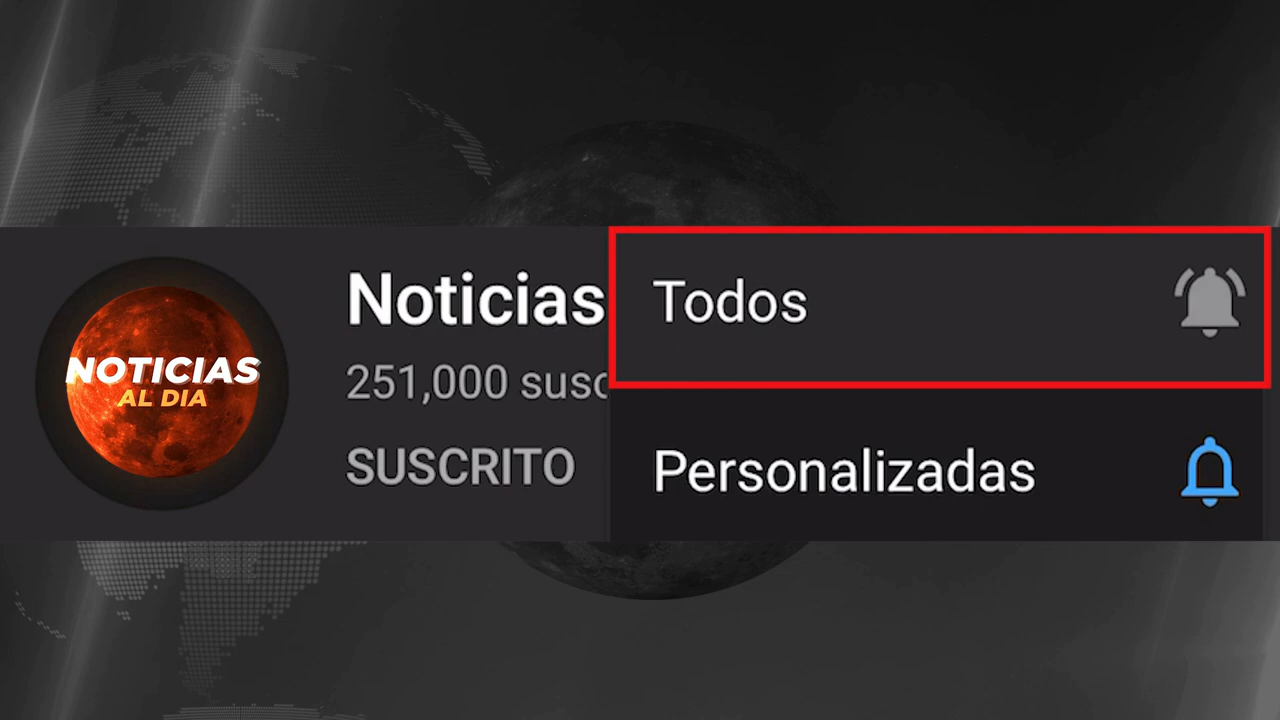 NOTICIAS
AL DIA
Noticias
251,000 susc
SUSCRITO
Todos
Personalizadas